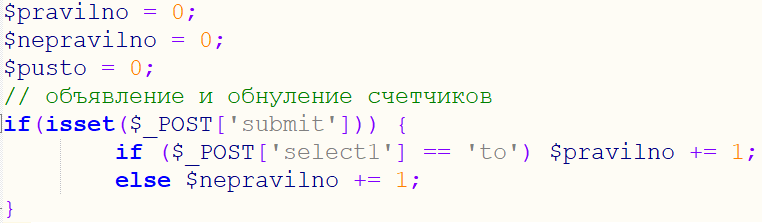 $pravilno = 0;
$nepravilno = 0;
$pusto = 0;
// объявление и обнуление счетчиков
if(isset($_POST['submit'])) {
if ($_POST['select1'] == 'to') $pravilno += 1;
else $nepravilno += 1;
}